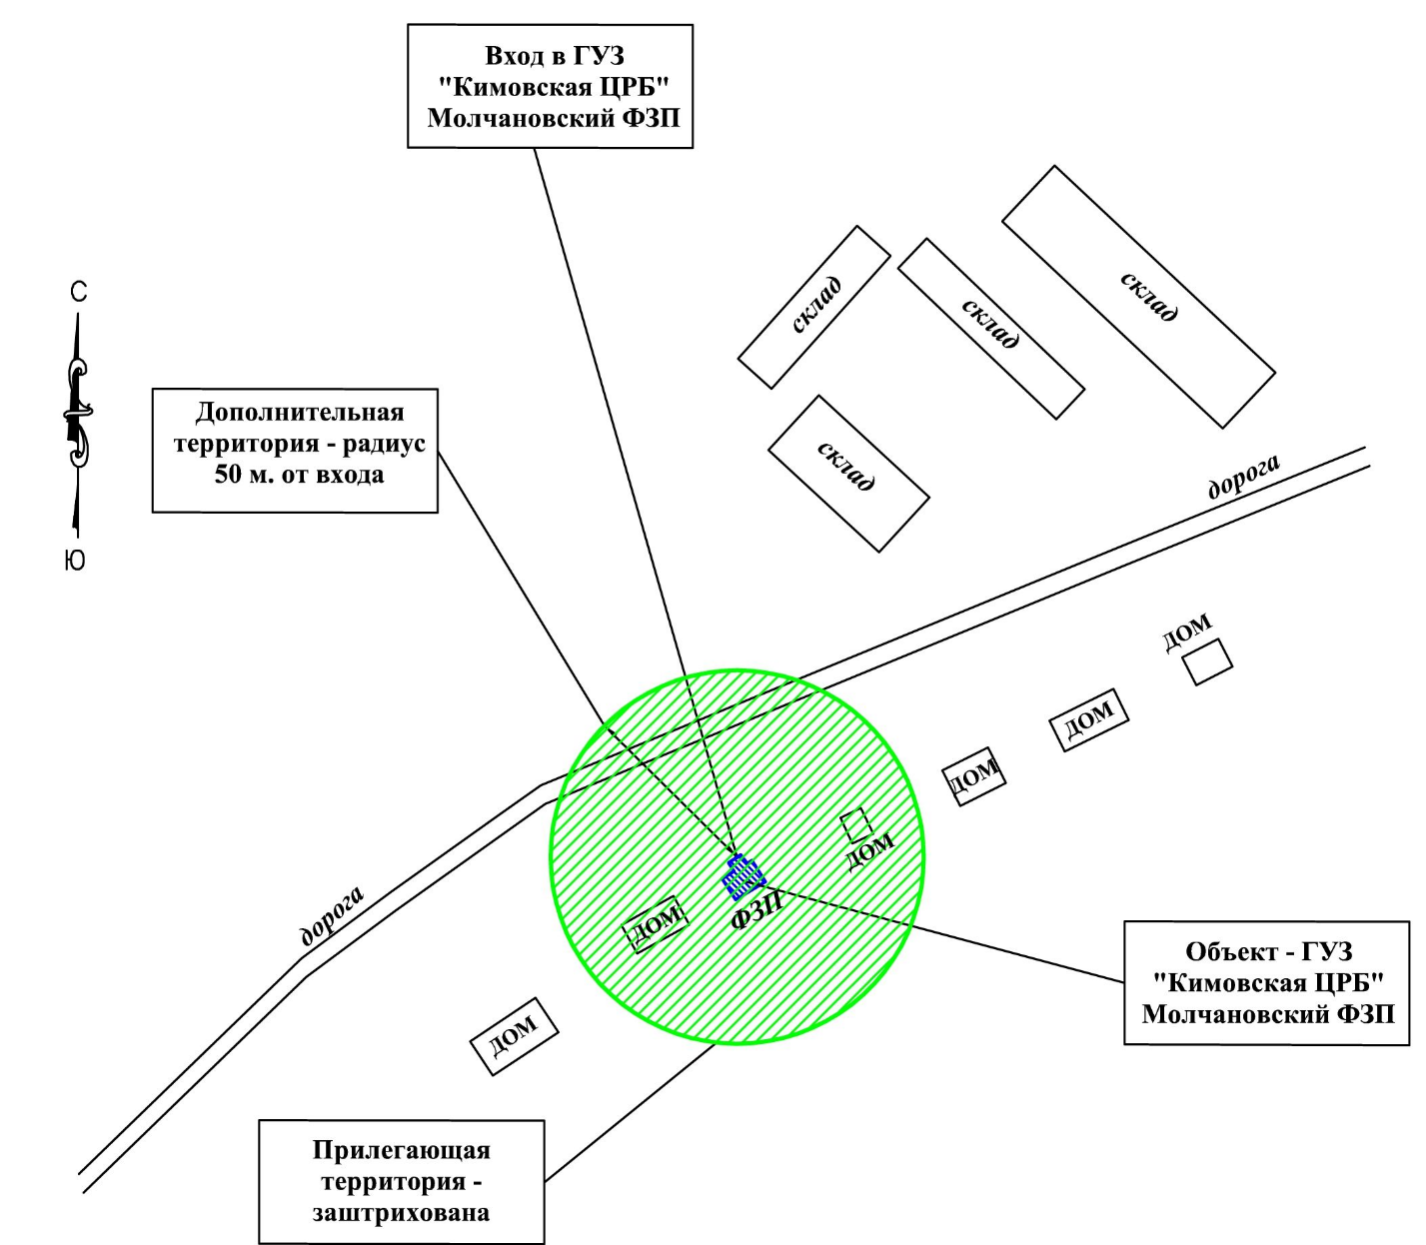 Вход в ГУЗ
"Кимовская ЦРБ"
Молчановский ФЗП
склад
склад
склад
склад
С
Ю
Дополнительная
территория - радиус
50 м. от входа
дорога
ДОМ
ДОМ
ДОМ
ДОМ
ФЗП
ДОМ
дорога
ДОМ
Объект - ГУЗ
"Кимовская ЦРБ"
Молчановский ФЗП
Прилегающая
территория -
заштрихована